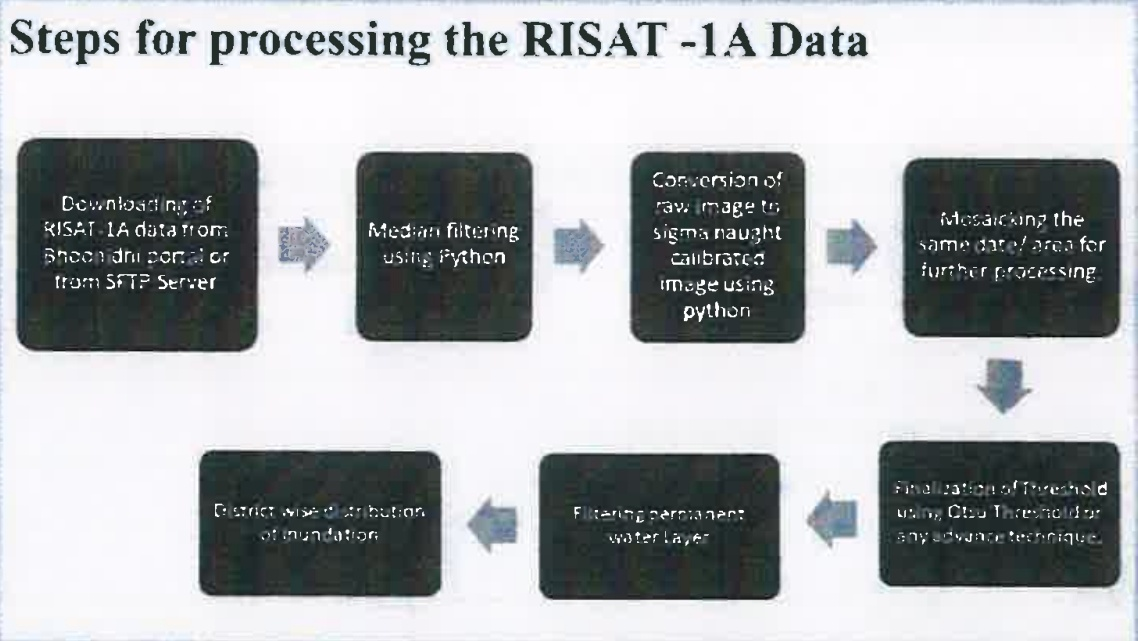 Steps for processing the RISAT -1A Data
Downloading of
RISAT-1A data from
Bhoonidhi portal or
from SFTP Server
Median filtering
using Python
Conversion of
raw image to
sigma naught
calibrated
image using
python
Mosaicking the
same date/ area for
further processing.
Finalization of Threshold
using Otsu Threshold or
any advance technique.
Filtering permanent
water Layer
District wise distribution
of inundation